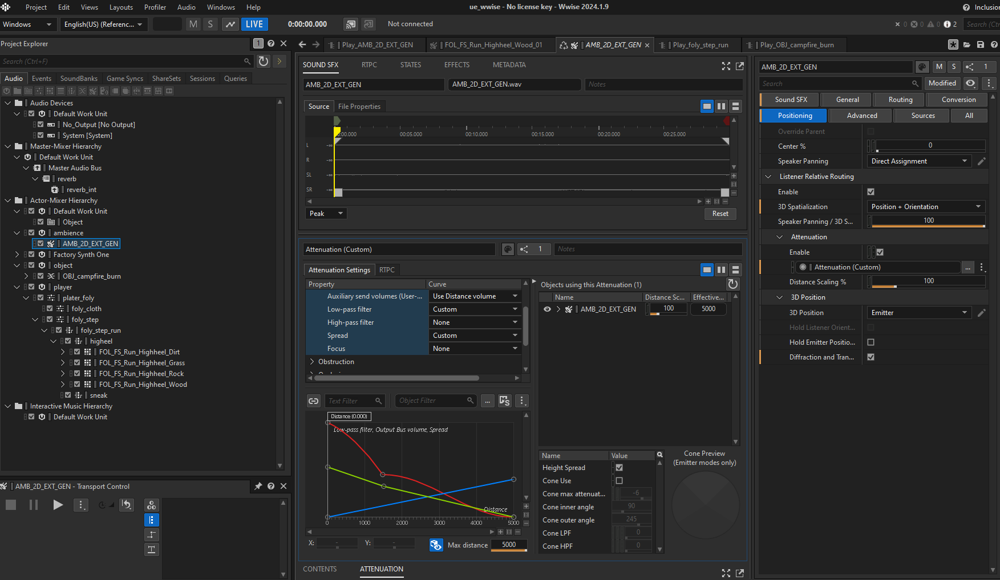 Project Edit Views Layouts Profiler Audio Windows Help
ue_wwise - No license key - Wwise 2024.1.9
Inclusion
Windows
English(US) (Referenc...
M S LIVE
0:00:00.000
Not connected
0 0 0 2
Search (Ctr
Project Explorer
1
Search (Ctrl+F)
Audio Events SoundBanks Game Syncs ShareSets Sessions Queries
Audio Devices
Default Work Unit
No_Output [No Output]
System [System]
Master-Mixer Hierarchy
Default Work Unit
Master Audio Bus
reverb
reverb_int
Actor-Mixer Hierarchy
Default Work Unit
Object
ambience
AMB_2D_EXT_GEN
Factory Synth One
object
OBJ_campfire_burn
player
plater_foly
foly_cloth
foly_step
foly_step_run
higheel
FOL_FS_Run_Highheel_Dirt
FOL_FS_Run_Highheel_Grass
FOL_FS_Run_Highheel_Rock
FOL_FS_Run_Highheel_Wood
sneak
Interactive Music Hierarchy
Default Work Unit
AMB_2D_EXT_GEN - Transport Control
Play_AMB_2D_EXT_GEN
FOL_FS_Run_Highheel_Wood_01
AMB_2D_EXT_GEN
Play_foly_step_run
Play_OBJ_campfire_burn
SOUND SFX RTPC STATES EFFECTS METADATA
AMB_2D_EXT_GEN
AMB_2D_EXT_GEN.wav
Notes
Source File Properties
00.000 00:05.000 00:10.000 00:15.000 00:20.000 00:25.000
L -∞
R -∞
SL -∞
SR -∞
Peak
Reset
Attenuation (Custom)
1
Notes
Attenuation Settings RTPC
Property Curve
Auxiliary send volumes (User-... Use Distance volume
Low-pass filter Custom
High-pass filter None
Spread Custom
Focus None
Obstruction
Objects using this Attenuation (1)
Name Distance Sc... Effective...
AMB_2D_EXT_GEN 100 5000
Text Filter
Object Filter
...
Distance (0.000)
Low-pass filter, Output Bus volume, Spread
Distance
0 1000 2000 3000 4000 5000
X: - Y: -
Max distance 5000
Name Value
Height Spread
Cone Use
Cone max attenuat... -6
Cone inner angle 90
Cone outer angle 245
Cone LPF 0
Cone HPF 0
Cone Preview
(Emitter modes only)
CONTENTS ATTENUATION
AMB_2D_EXT_GEN
M S 1
Search
Modified
Sound SFX General Routing Conversion
Positioning Advanced Sources All
Override Parent
Center % 0
Speaker Panning Direct Assignment
Listener Relative Routing
Enable
3D Spatialization Position + Orientation
Speaker Panning / 3D S... 100
Attenuation
Enable
Attenuation (Custom) ...
Distance Scaling % 100
3D Position
3D Position Emitter
Hold Listener Orient...
Hold Emitter Positio...
Diffraction and Tran...